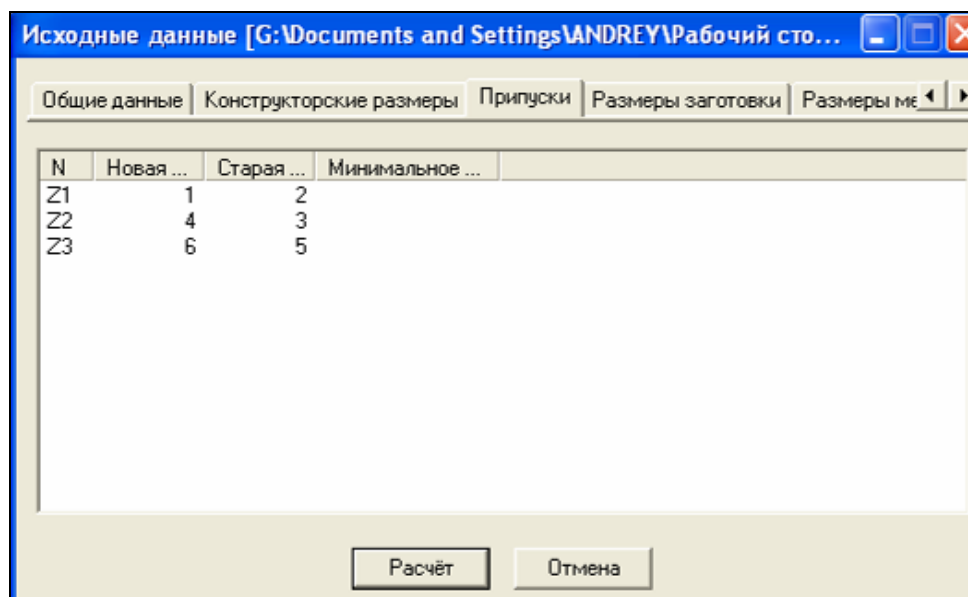 Исходные данные [G:\Documents and Settings\ANDREY\Рабочий сто...
Общие данные Конструкторские размеры Припуски Размеры заготовки Размеры ме
N Новая ... Старая ... Минимальное ...
Z1 1 2
Z2 4 3
Z3 6 5
Расчёт Отмена